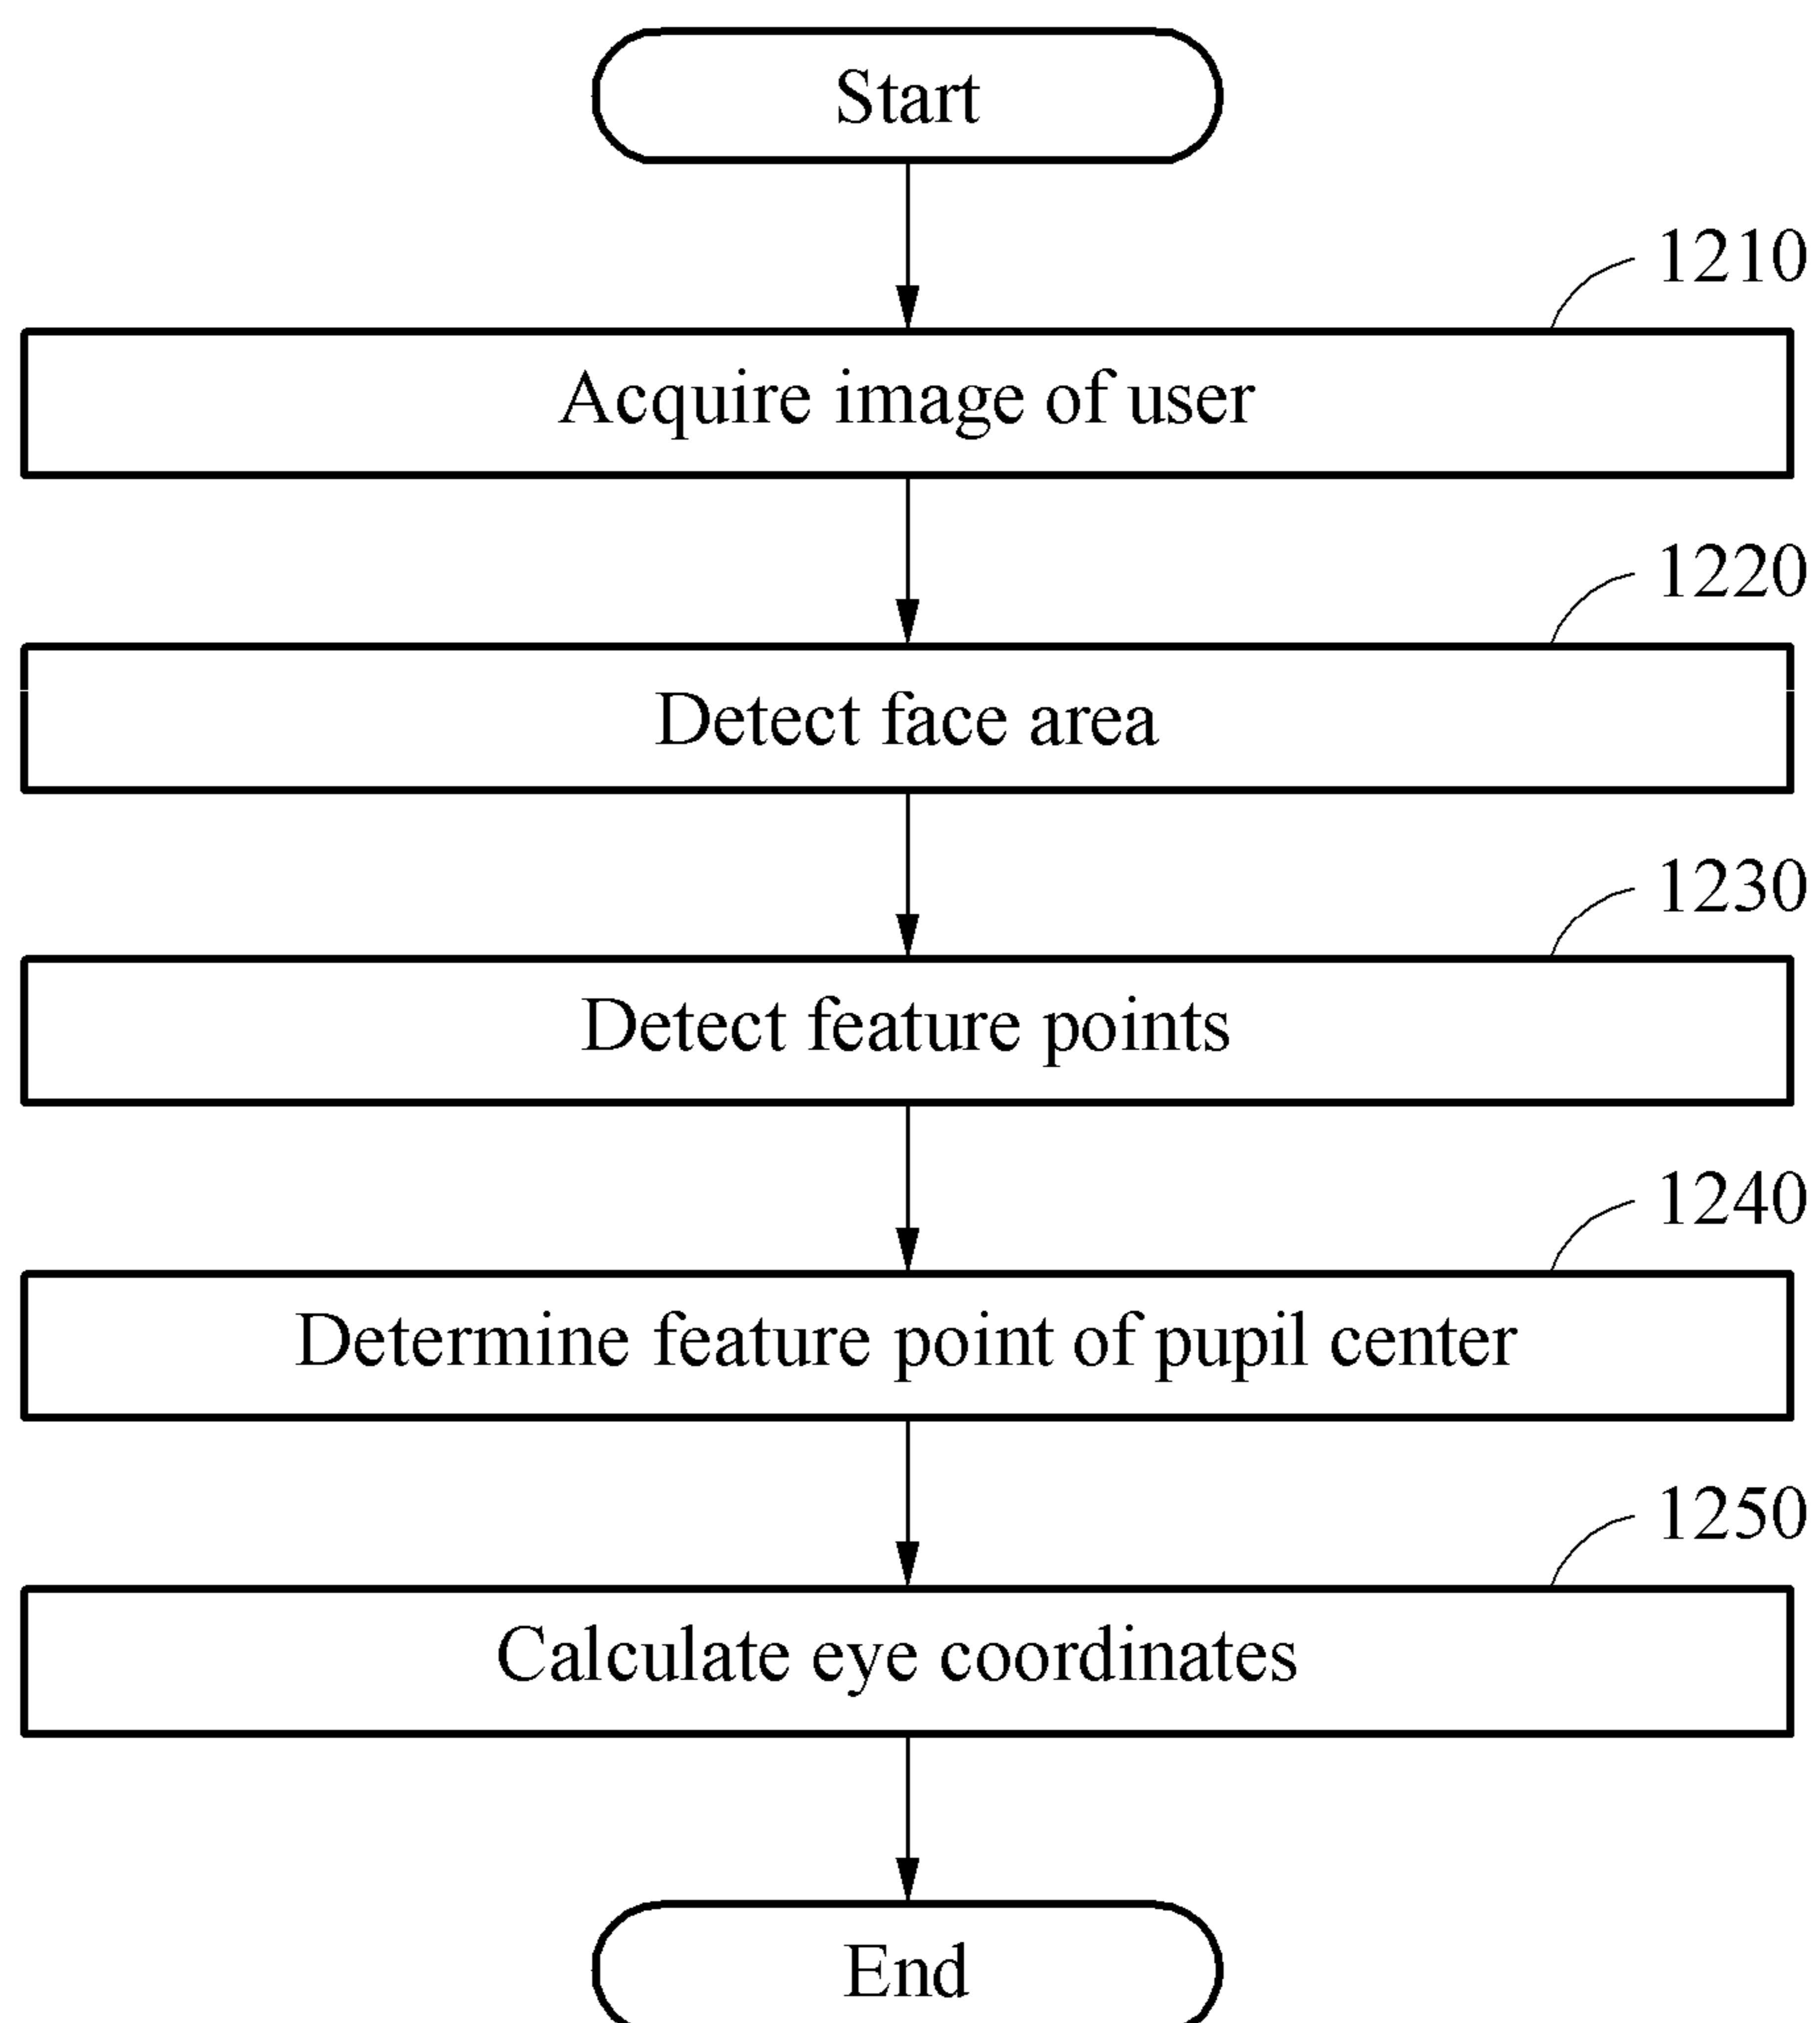 Start
1210
Acquire image of user
1220
Detect face area
1230
Detect feature points
1240
Determine feature point of pupil center
1250
Calculate eye coordinates
End